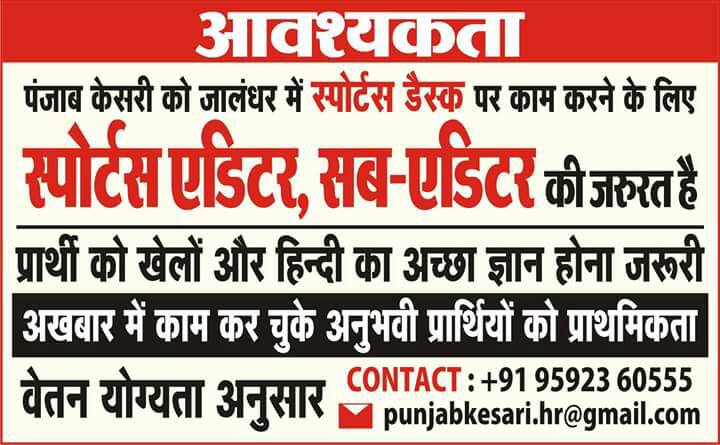 आवश्यकता
पंजाब केसरी को जालंधर में स्पोर्टस डैस्क पर काम करने के लिए
स्पोर्टस एडिटर, सब-एडिटर की जरुरत है
प्रार्थी को खेलों और हिन्दी का अच्छा ज्ञान होना जरूरी
अखबार में काम कर चुके अनुभवी प्रार्थियों को प्राथमिकता
वेतन योग्यता अनुसार
CONTACT : +91 95923 60555
punjabkesari.hr@gmail.com